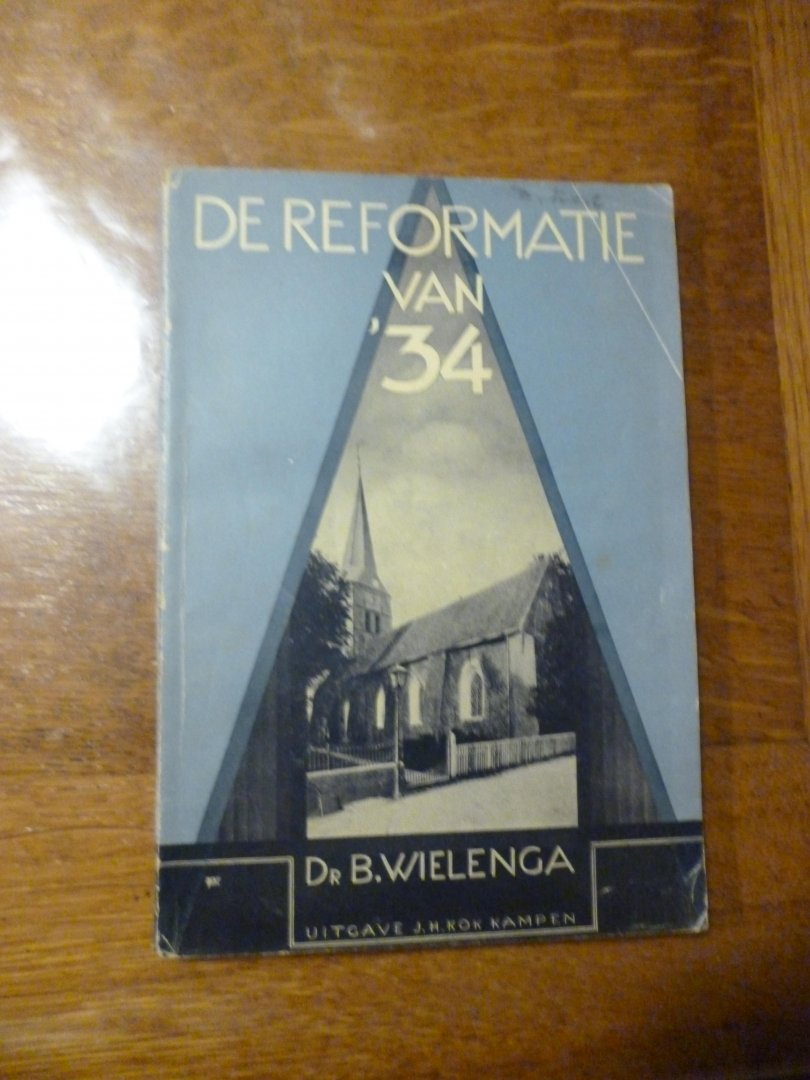 DE REFORMATIE
VAN
'34
DR B. WIELENGA
UITGAVE J.H. KOK KAMPEN